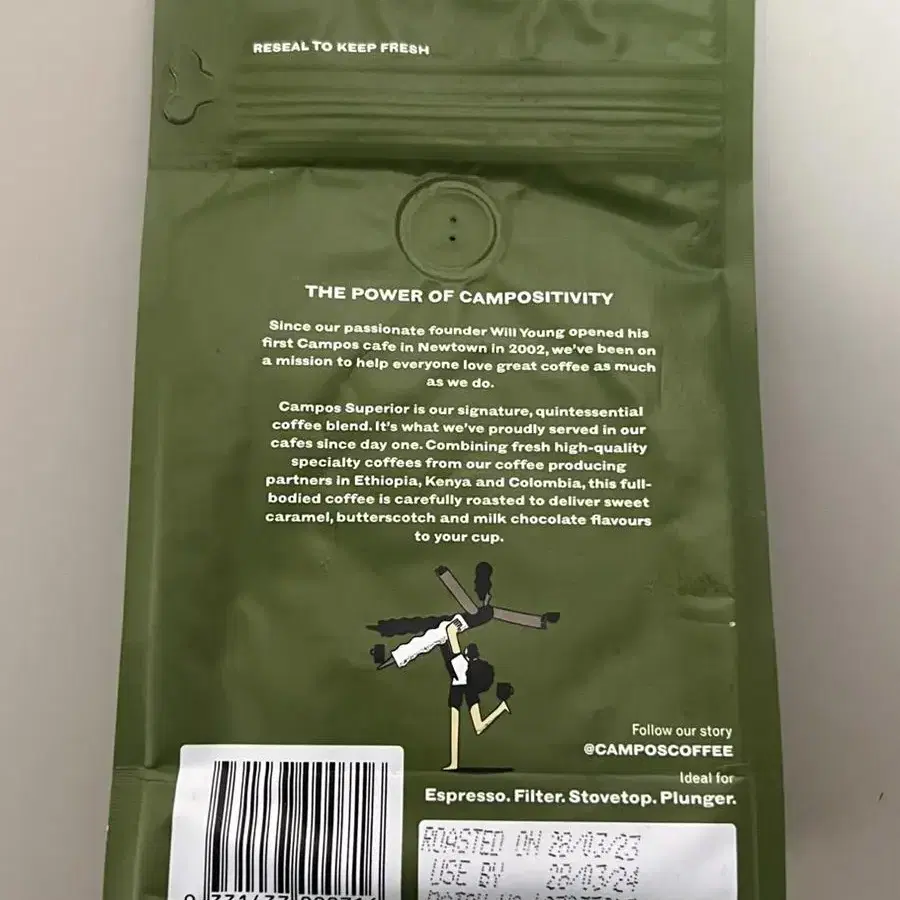 RESEAL TO KEEP FRESH
THE POWER OF CAMPOSITIVITY
Since our passionate founder Will Young opened his
first Campos cafe in Newtown in 2002, we've been on
a mission to help everyone love great coffee as much
as we do.
Campos Superior is our signature, quintessential
coffee blend. It's what we've proudly served in our
cafes since day one. Combining fresh high-quality
specialty coffees from our coffee producing
partners in Ethiopia, Kenya and Colombia, this full-
bodied coffee is carefully roasted to deliver sweet
caramel, butterscotch and milk chocolate flavours
to your cup.
Follow our story
@CAMPOSCOFFEE
Ideal for
Espresso. Filter. Stovetop. Plunger.
ROASTED ON 28/03/23
USE BY 28/03/24